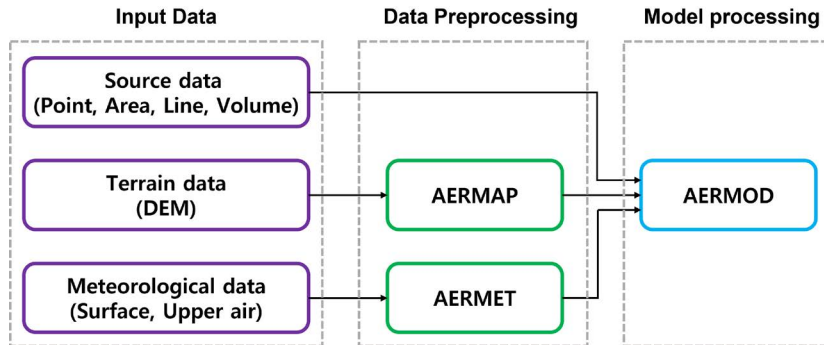 Input Data
Data Preprocessing
Model processing
Source data
(Point, Area, Line, Volume)
Terrain data
(DEM)
AERMAP
AERMOD
Meteorological data
(Surface, Upper air)
AERMET